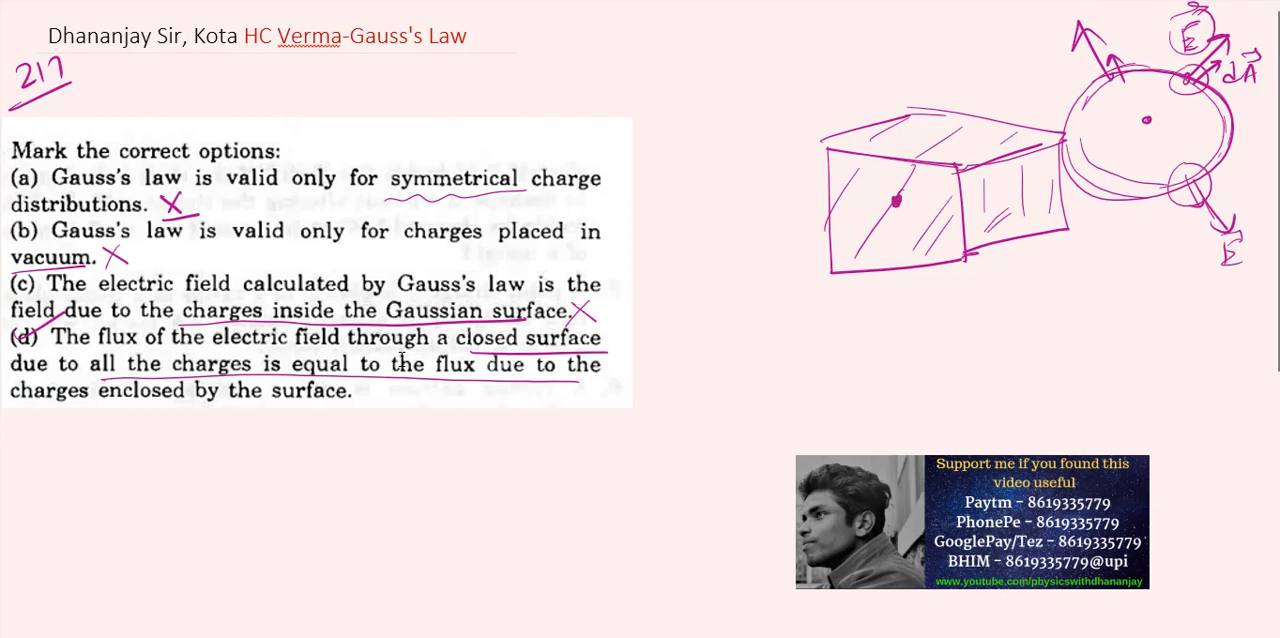 Dhananjay Sir, Kota HC Verma-Gauss's Law
217
Mark the correct options:
(a) Gauss's law is valid only for symmetrical charge
distributions.
(b) Gauss's law is valid only for charges placed in
vacuum.
(c) The electric field calculated by Gauss's law is the
field due to the charges inside the Gaussian surface.
(d) The flux of the electric field through a closed surface
due to all the charges is equal to the flux due to the
charges enclosed by the surface.
E
dA
E
Support me if you found this
video useful
Paytm - 8619335779
PhonePe - 8619335779
GooglePay/Tez - 8619335779
BHIM - 8619335779@upi
www.youtube.com/physicswithdhananjay